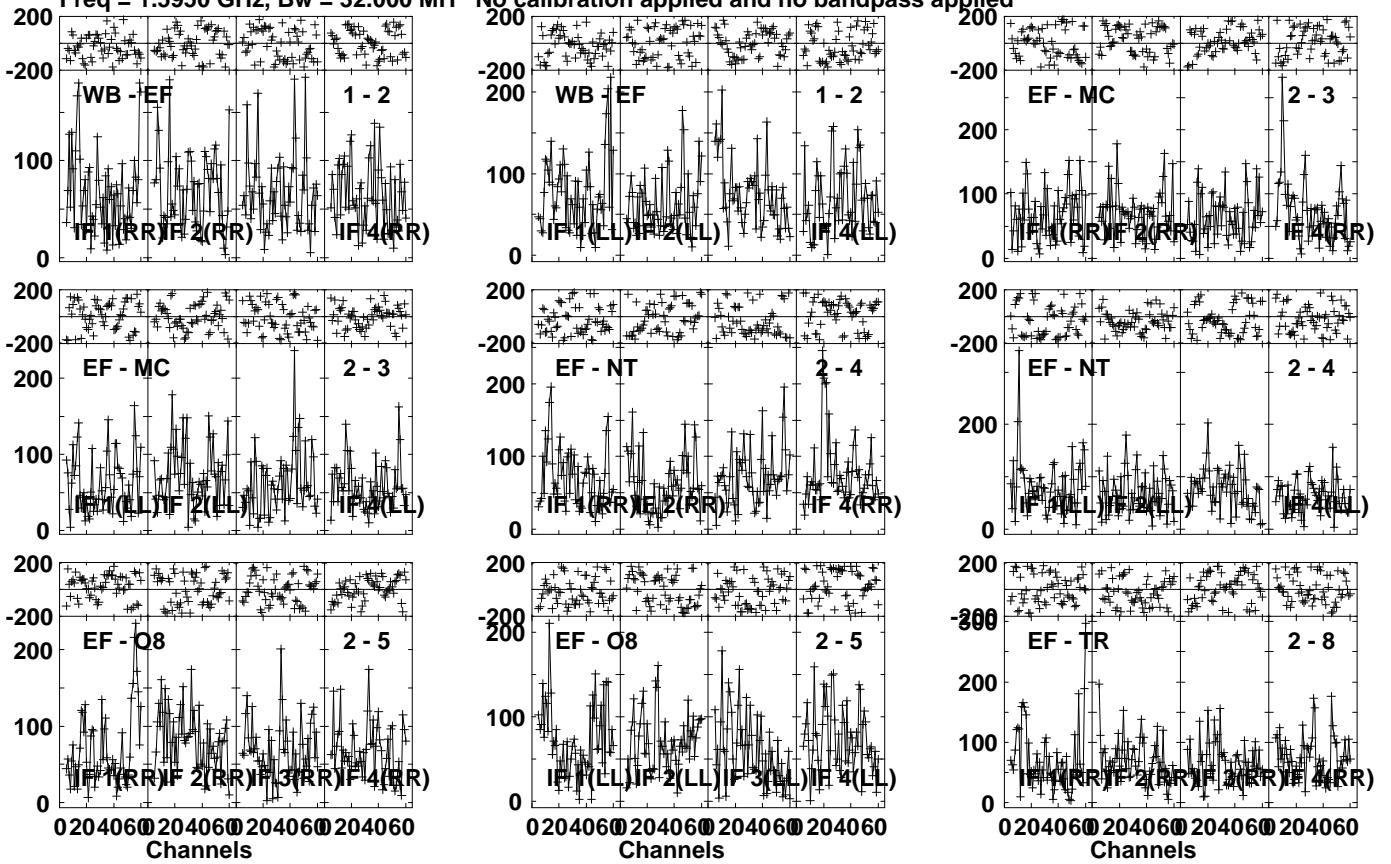 Freq = 1.5950 GHz, Bw = 32.000 MH No calibration applied and no bandpass applied
200 200 200
-200 -200 -200
WB - EF 1 - 2 WB - EF 1 - 2 EF - MC 2 - 3
200 200
100 100 100
IF 1(RR) IF 2(RR) IF 4(RR) IF 1(LL) IF 2(LL) IF 4(LL) IF 1(RR) IF 2(RR) IF 4(RR)
0 0 0
200 200 200
-200 -200 -200
EF - MC 2 - 3 EF - NT 2 - 4 EF - NT 2 - 4
200 200 200
100 100
IF 1(LL) IF 2(LL) IF 4(LL) IF 1(RR) IF 2(RR) IF 4(RR) IF 1(LL) IF 2(LL) IF 4(LL)
0 0 0
200 200 200
-200 -200 -200
300
EF - O8 2 - 5 EF - O8 2 - 5 EF - TR 2 - 8
200 200 200
100 100 100
IF 1(RR) IF 2(RR) IF 3(RR) IF 4(RR) IF 1(LL) IF 2(LL) IF 3(LL) IF 4(LL) IF 1(RR) IF 2(RR) IF 3(RR) IF 4(RR)
0 0 0
0 20 40 60 0 20 40 60 0 20 40 60 0 20 40 60 0 20 40 60 0 20 40 60 0 20 40 60 0 20 40 60 0 20 40 60 0 20 40 60 0 20 40 60 0 20 40 60
Channels Channels Channels